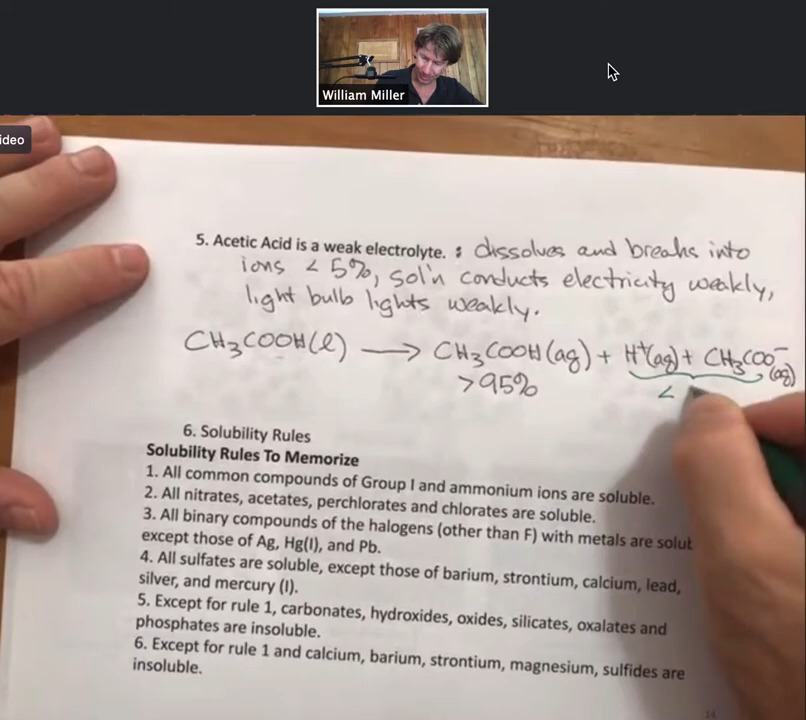 William Miller
ideo
5. Acetic Acid is a weak electrolyte. : dissolves and breaks into
ions < 5%, sol'n conducts electricity weakly,
light bulb lights weakly.
CH₃COOH(l) ⟶ CH₃COOH(aq) + H⁺(aq) + CH₃COO⁻(aq)
>95% <
6. Solubility Rules
Solubility Rules To Memorize
1. All common compounds of Group I and ammonium ions are soluble.
2. All nitrates, acetates, perchlorates and chlorates are soluble.
3. All binary compounds of the halogens (other than F) with metals are solub
except those of Ag, Hg(I), and Pb.
4. All sulfates are soluble, except those of barium, strontium, calcium, lead,
silver, and mercury (I).
5. Except for rule 1, carbonates, hydroxides, oxides, silicates, oxalates and
phosphates are insoluble.
6. Except for rule 1 and calcium, barium, strontium, magnesium, sulfides are
insoluble.